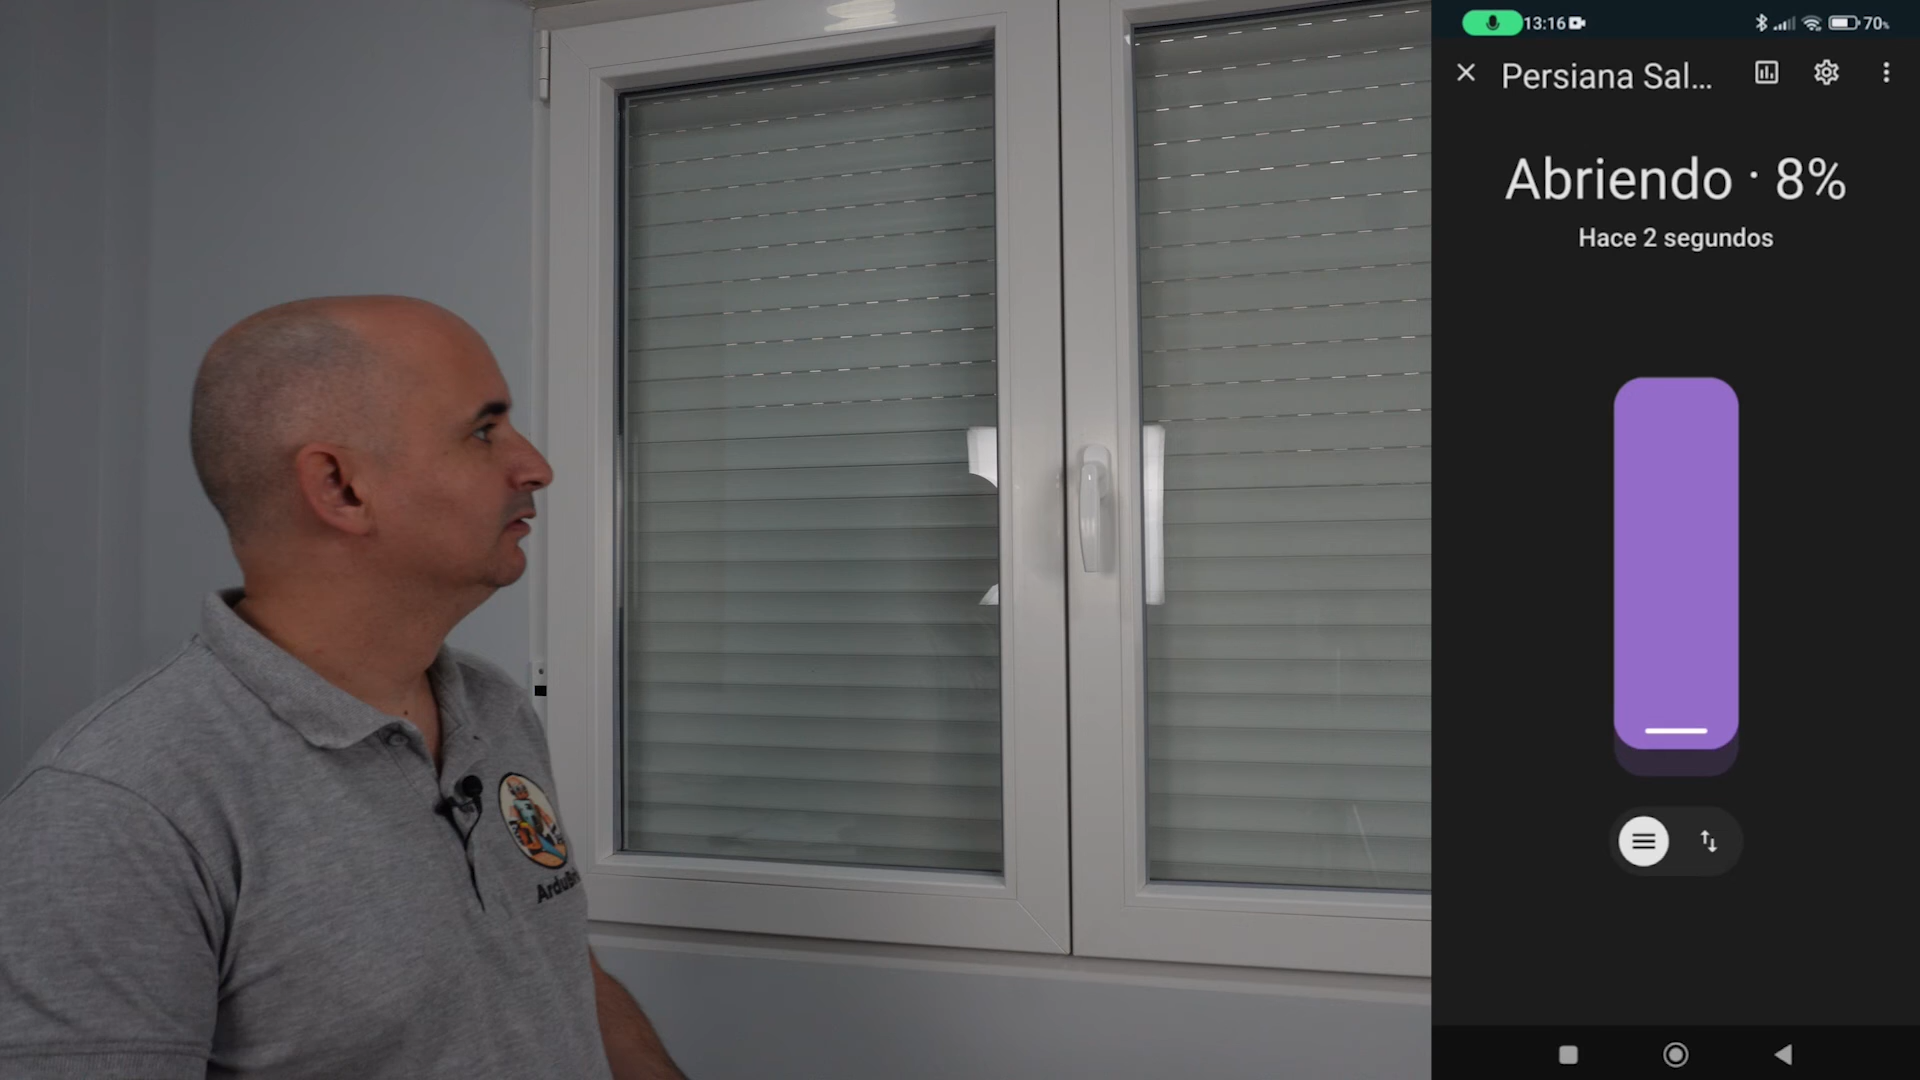 13:16
70%
Persiana Sal...
Abriendo · 8%
Hace 2 segundos